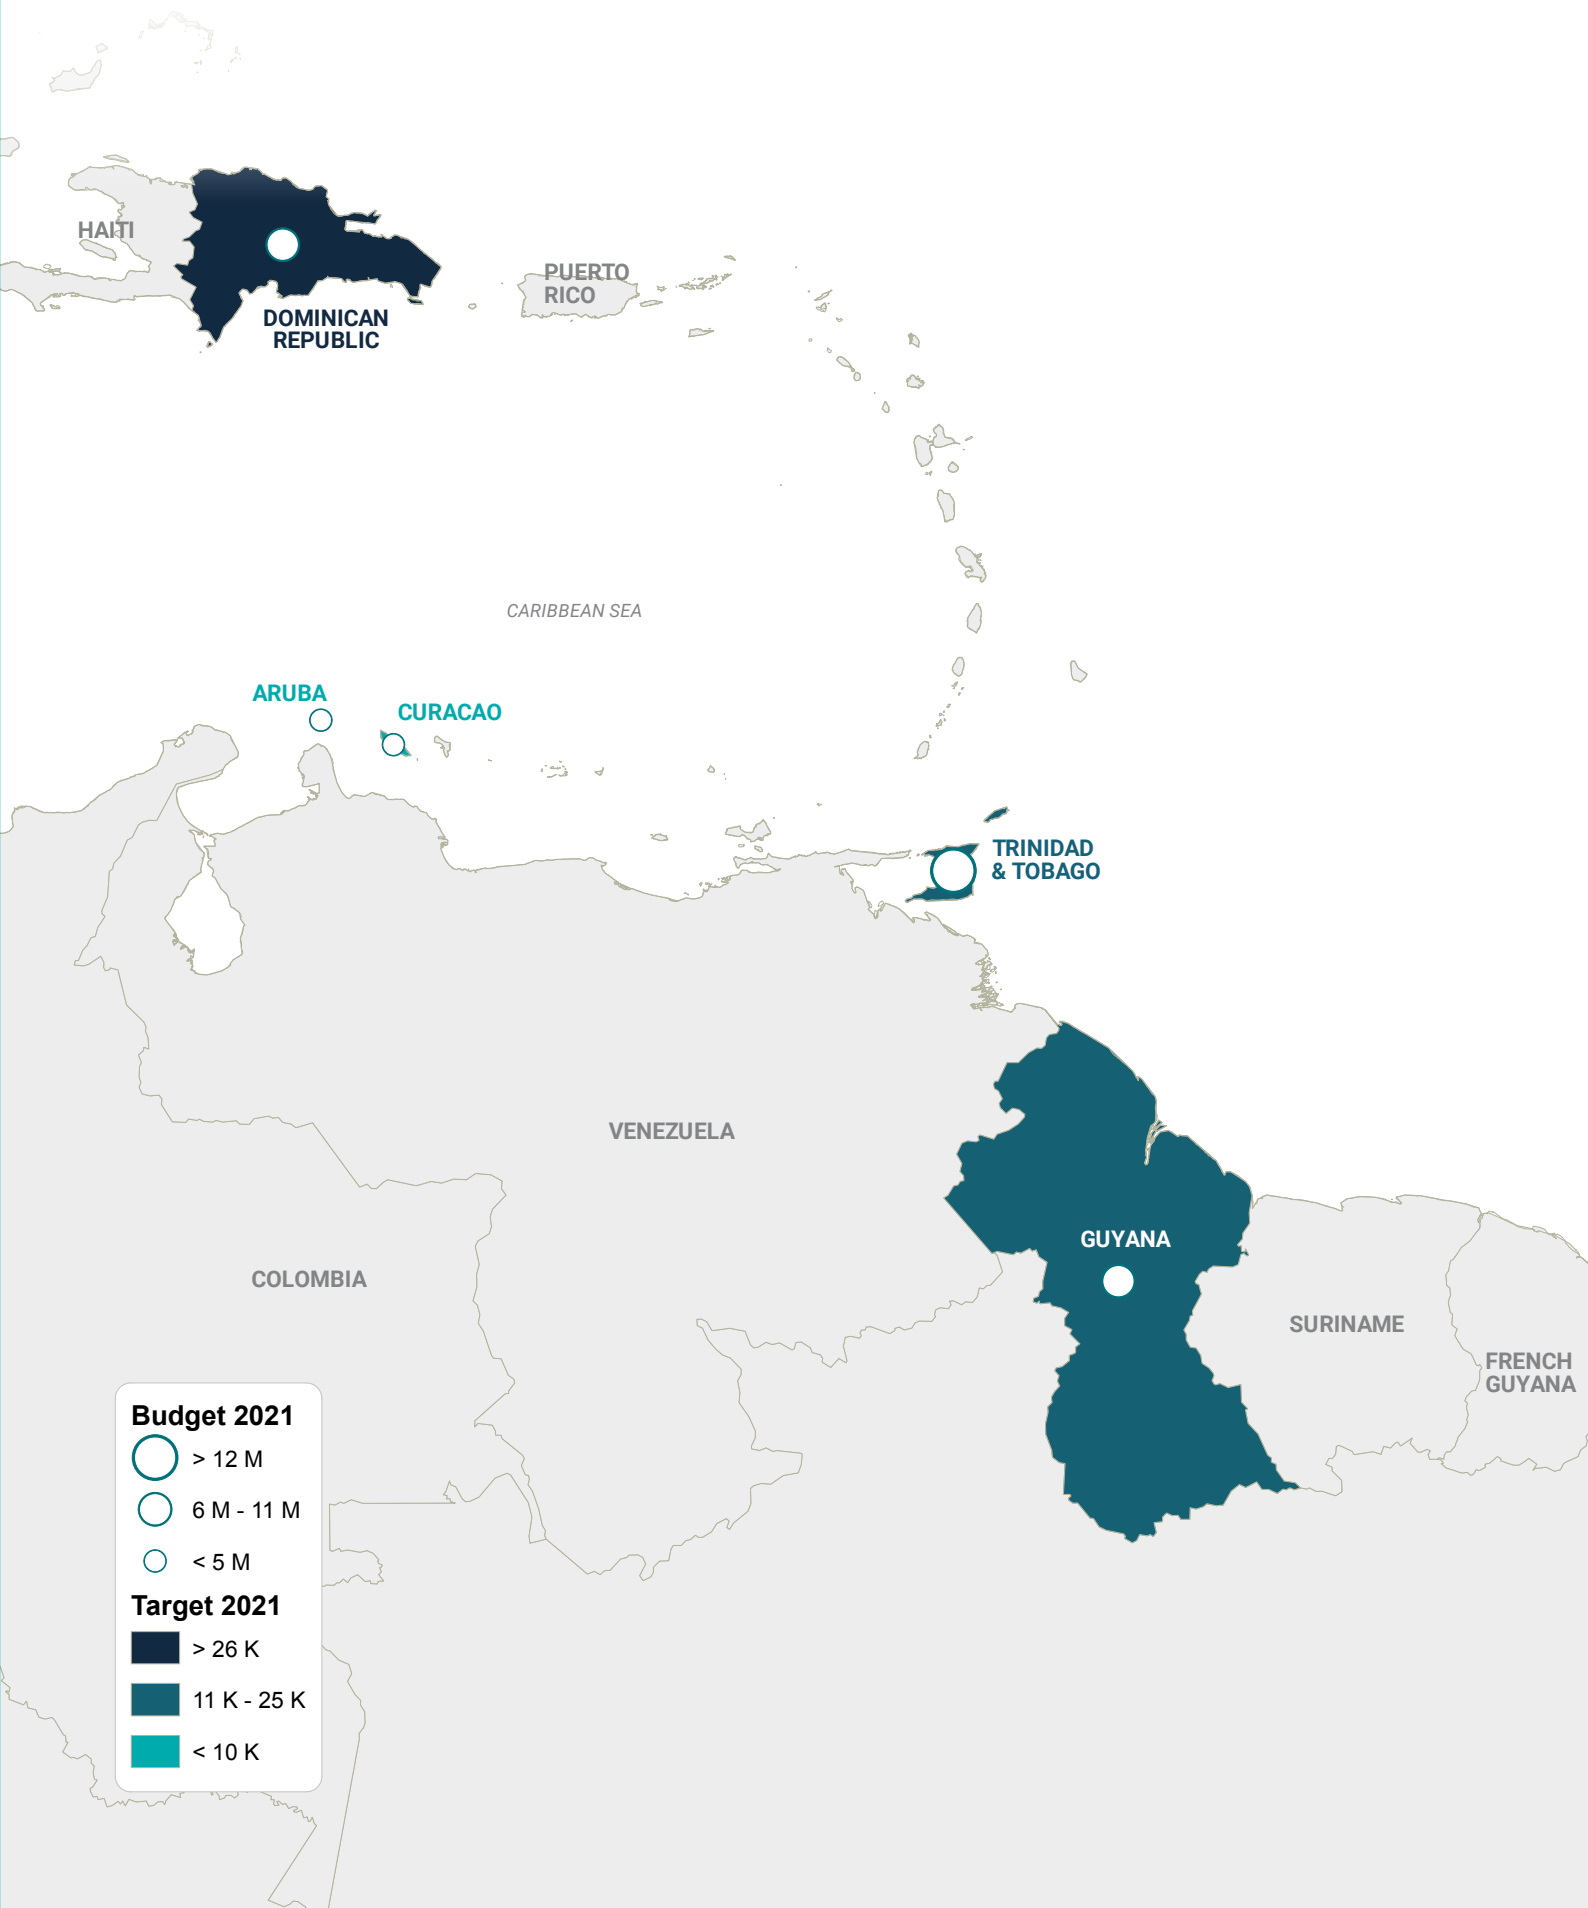 HAITI
PUERTO
RICO
DOMINICAN
REPUBLIC
CARIBBEAN SEA
ARUBA
CURACAO
TRINIDAD
& TOBAGO
VENEZUELA
GUYANA
COLOMBIA
SURINAME
FRENCH
GUYANA
Budget 2021
> 12 M
6 M - 11 M
< 5 M
Target 2021
> 26 K
11 K - 25 K
< 10 K